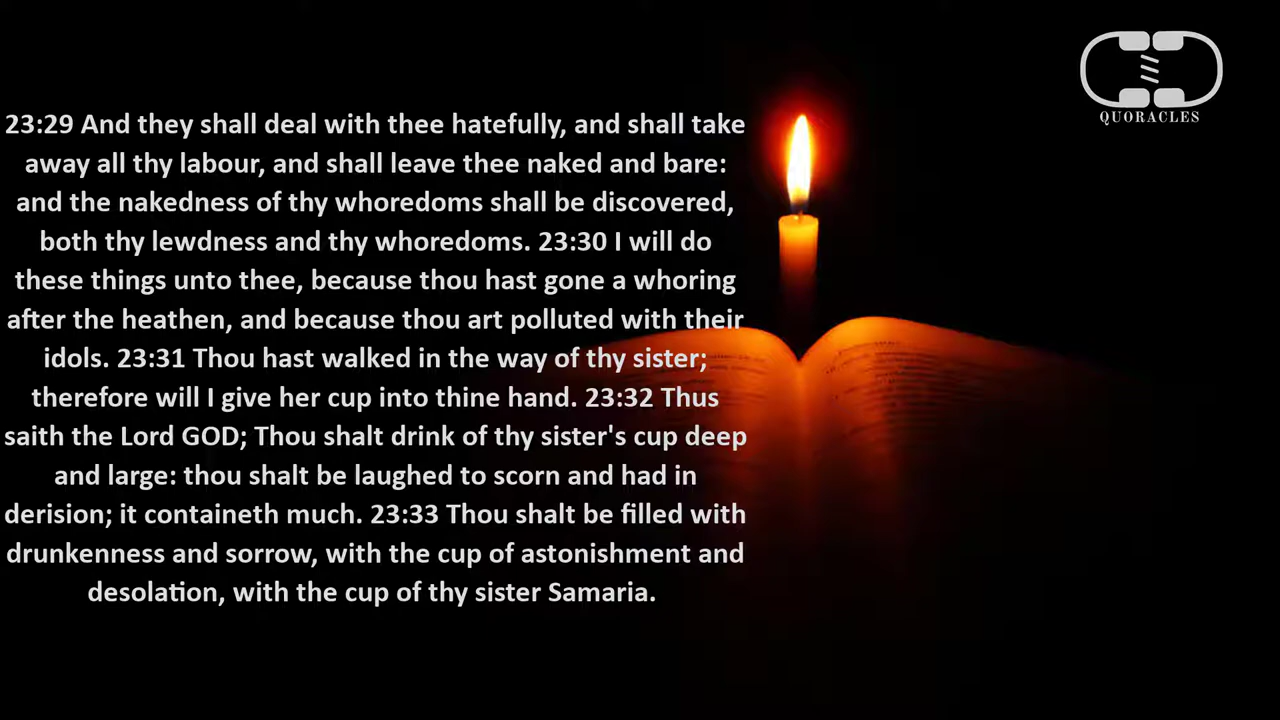 QUORACLES
23:29 And they shall deal with thee hatefully, and shall take
away all thy labour, and shall leave thee naked and bare:
and the nakedness of thy whoredoms shall be discovered,
both thy lewdness and thy whoredoms. 23:30 I will do
these things unto thee, because thou hast gone a whoring
after the heathen, and because thou art polluted with their
idols. 23:31 Thou hast walked in the way of thy sister;
therefore will I give her cup into thine hand. 23:32 Thus
saith the Lord GOD; Thou shalt drink of thy sister's cup deep
and large: thou shalt be laughed to scorn and had in
derision; it containeth much. 23:33 Thou shalt be filled with
drunkenness and sorrow, with the cup of astonishment and
desolation, with the cup of thy sister Samaria.